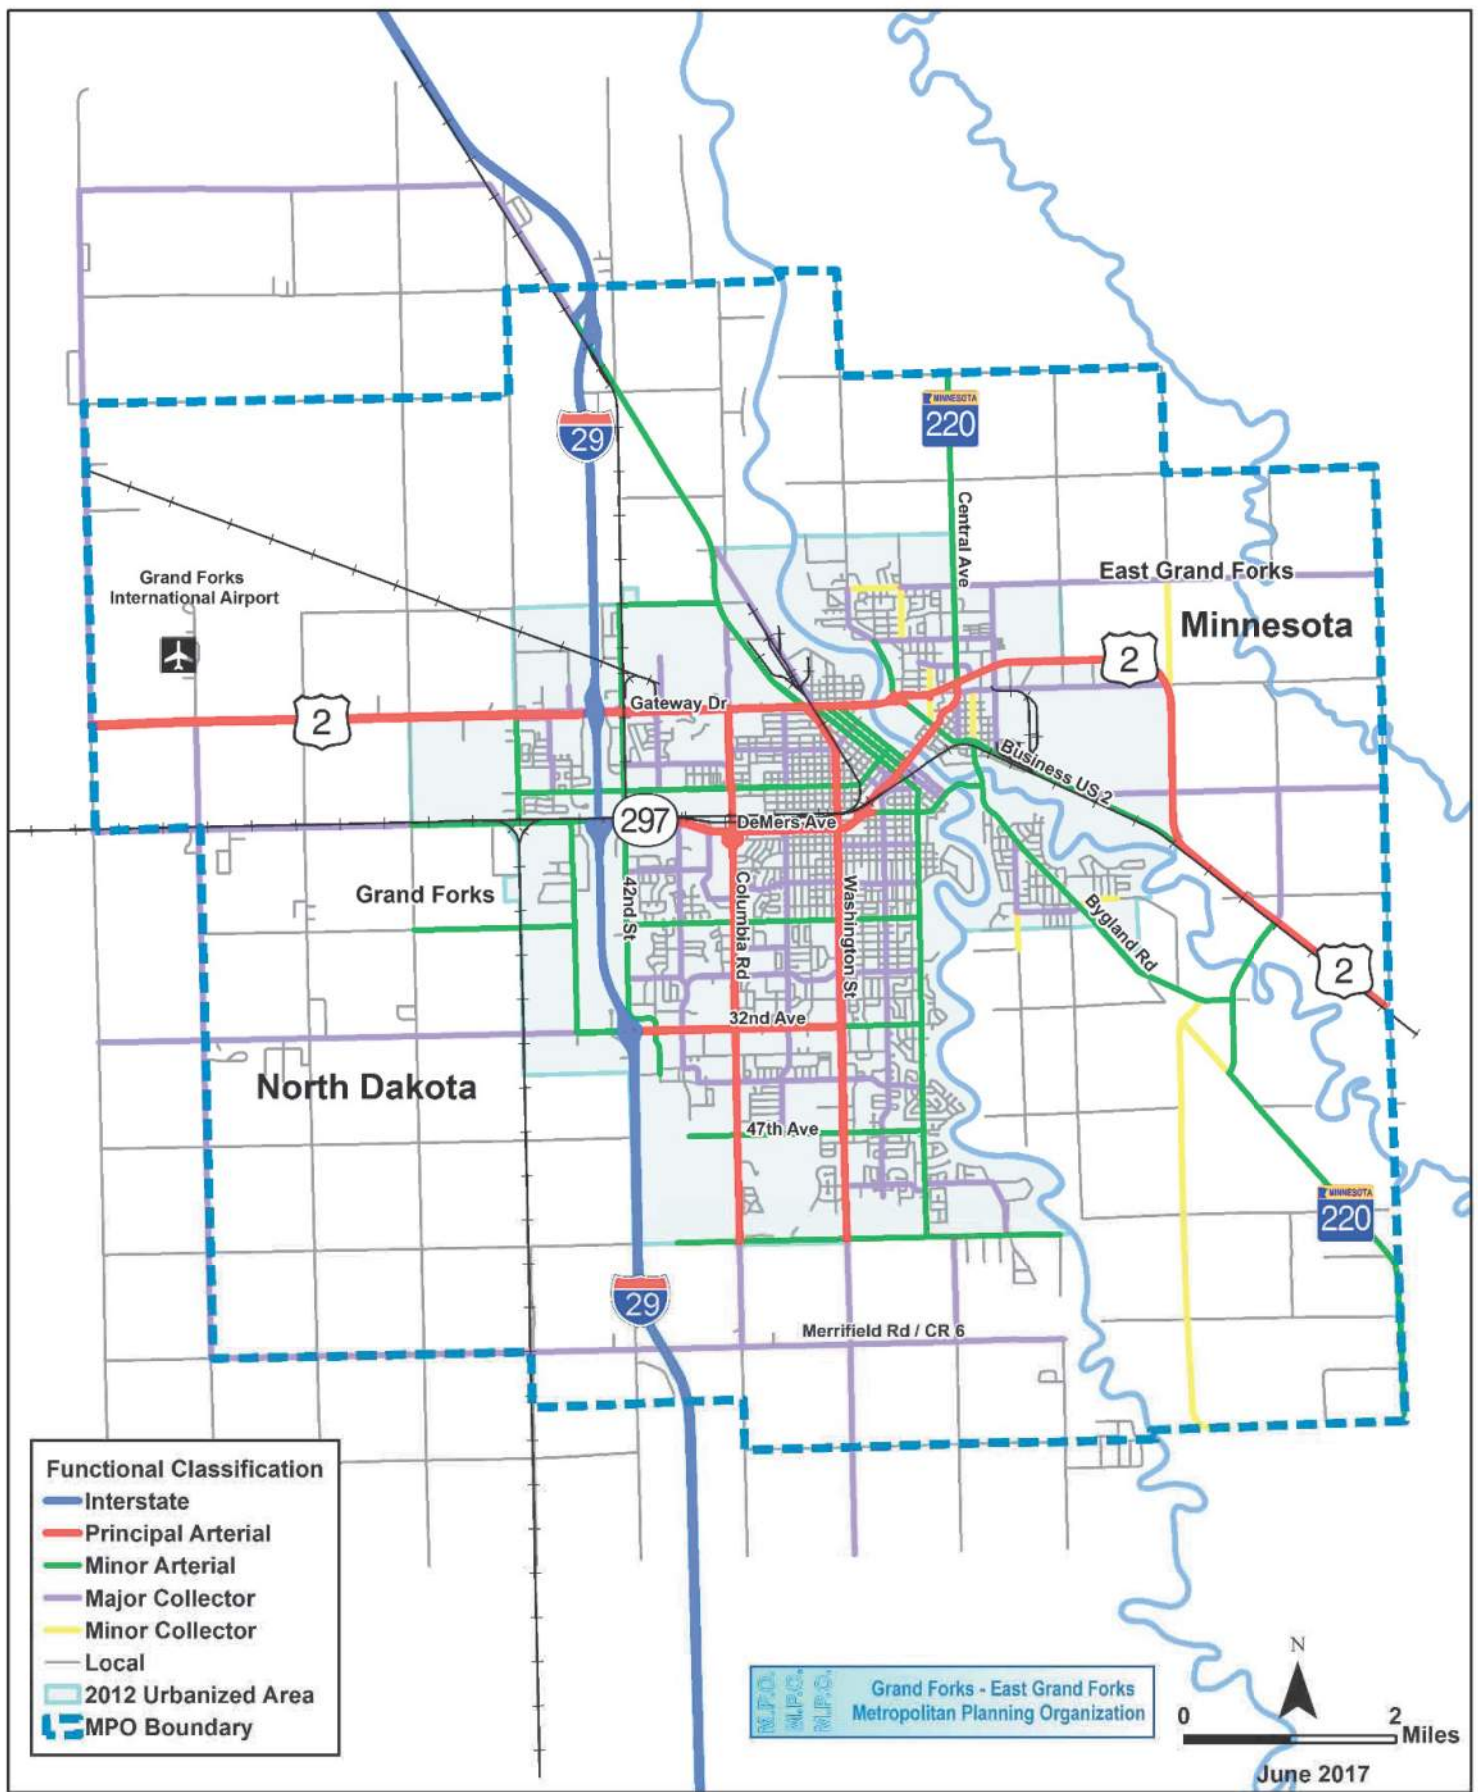 MINNESOTA
220
29
Central Ave
Grand Forks
International Airport
East Grand Forks
Minnesota
2
2
Gateway Dr
Business US 2
297
DeMers Ave
Grand Forks
42nd St
Columbia Rd
Washington St
Bygland Rd
2
32nd Ave
North Dakota
47th Ave
MINNESOTA
220
29
Merrifield Rd / CR 6
Functional Classification
Interstate
Principal Arterial
Minor Arterial
Major Collector
Minor Collector
Local
2012 Urbanized Area
MPO Boundary
M.P.O.
M.P.O.
M.P.O.
Grand Forks - East Grand Forks
Metropolitan Planning Organization
N
0 2
Miles
June 2017